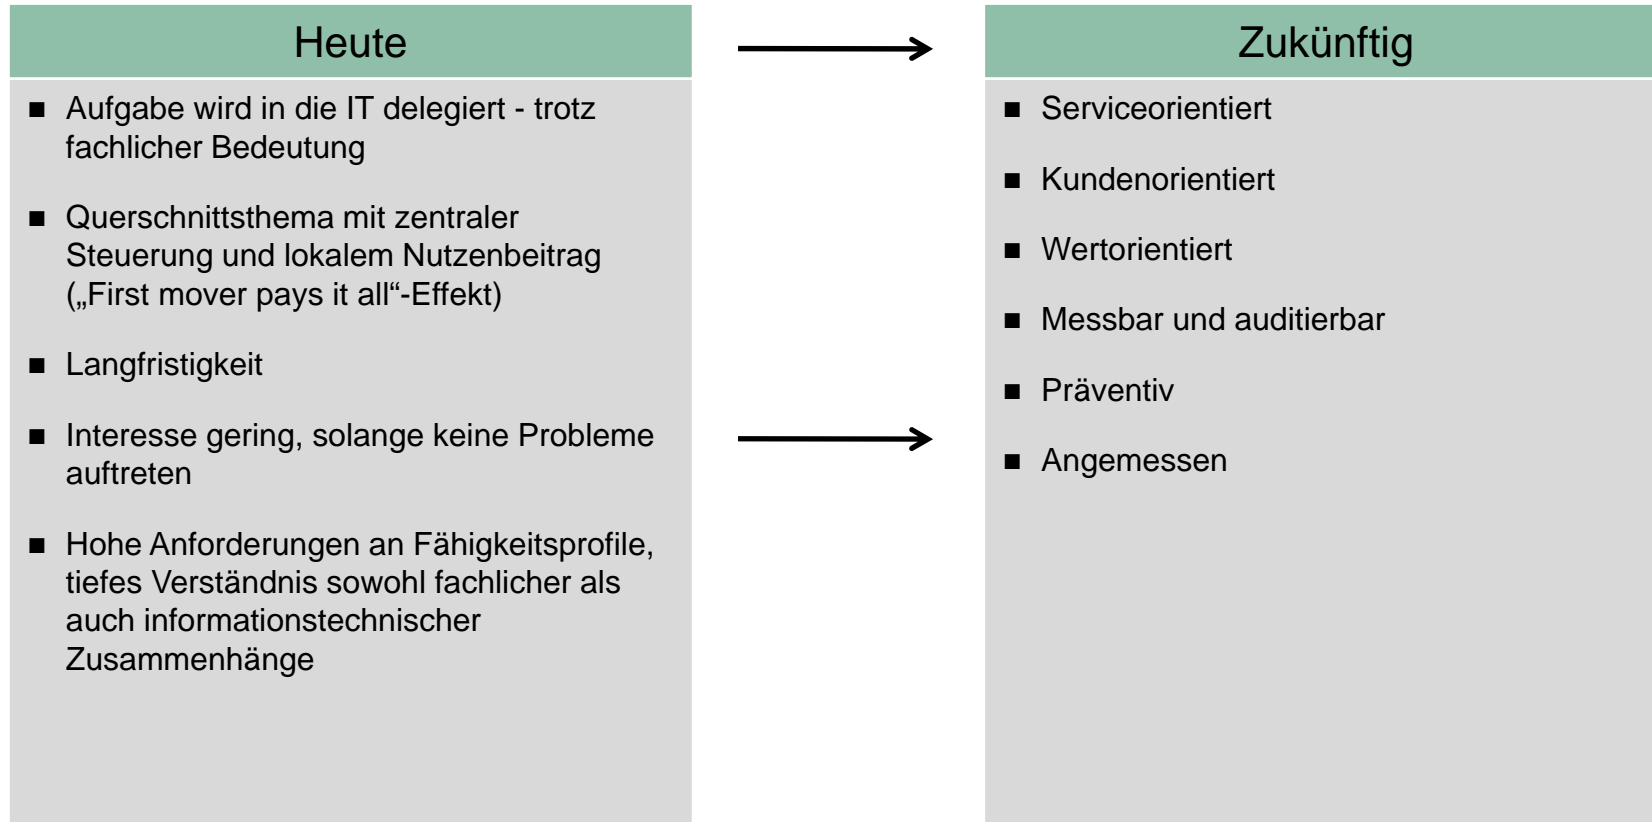 Heute
Aufgabe wird in die IT delegiert - trotz
fachlicher Bedeutung
Querschnittsthema mit zentraler
Steuerung und lokalem Nutzenbeitrag
(„First mover pays it all“-Effekt)
Langfristigkeit
Interesse gering, solange keine Probleme
auftreten
Hohe Anforderungen an Fähigkeitsprofile,
tiefes Verständnis sowohl fachlicher als
auch informationstechnischer
Zusammenhänge
Zukünftig
Serviceorientiert
Kundenorientiert
Wertorientiert
Messbar und auditierbar
Präventiv
Angemessen